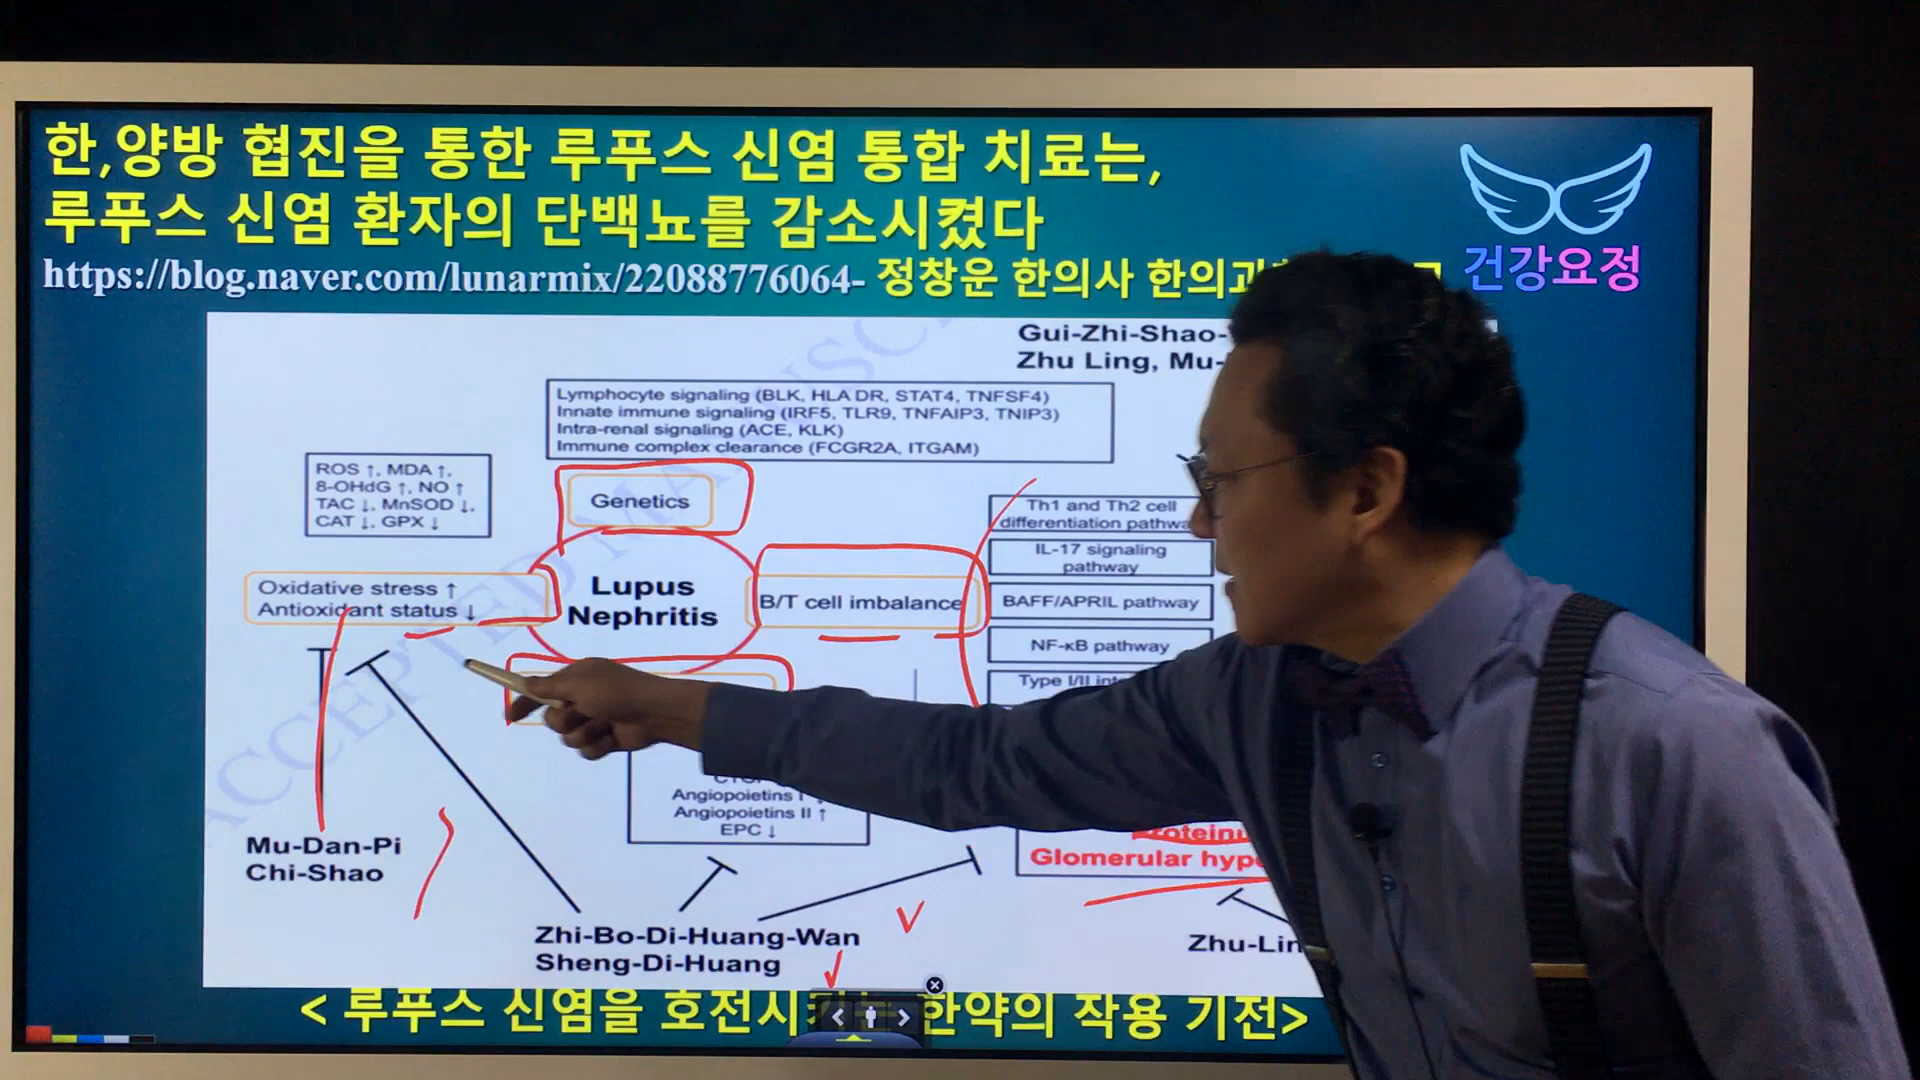 한,양방 협진을 통한 루푸스 신염 통합 치료는,
루푸스 신염 환자의 단백뇨를 감소시켰다
https://blog.naver.com/lunarmix/22088776064- 정창운 한의사
건강요정
Gui-Zhi-Shao-
Zhu Ling, Mu-
Lymphocyte signaling (BLK, HLA DR, STAT4, TNFSF4)
Innate immune signaling (IRF5, TLR9, TNFAIP3, TNIP3)
Intra-renal signaling (ACE, KLK)
Immune complex clearance (FCGR2A, ITGAM)
ROS ↑, MDA ↑,
8-OHdG ↑, NO ↑
TAC ↓, MnSOD ↓,
CAT ↓, GPX ↓
Genetics
Th1 and Th2 cell
differentiation pathwa
IL-17 signaling
pathway
Oxidative stress ↑
Antioxidant status ↓
Lupus
Nephritis
B/T cell imbalance
BAFF/APRIL pathway
NF-κB pathway
Type I/II
Angiopoietins I
Angiopoietins II ↑
EPC ↓
Proteinu
Glomerular hype
Mu-Dan-Pi
Chi-Shao
Zhi-Bo-Di-Huang-Wan
Sheng-Di-Huang
Zhu-Lin
ACCEPTED MANUSC
< 루푸스 신염을 호전시 한약의 작용 기전>